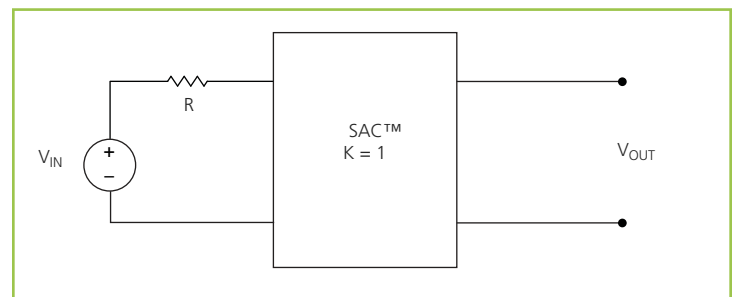 R
SAC™
K = 1
V_IN
+
–
V_OUT